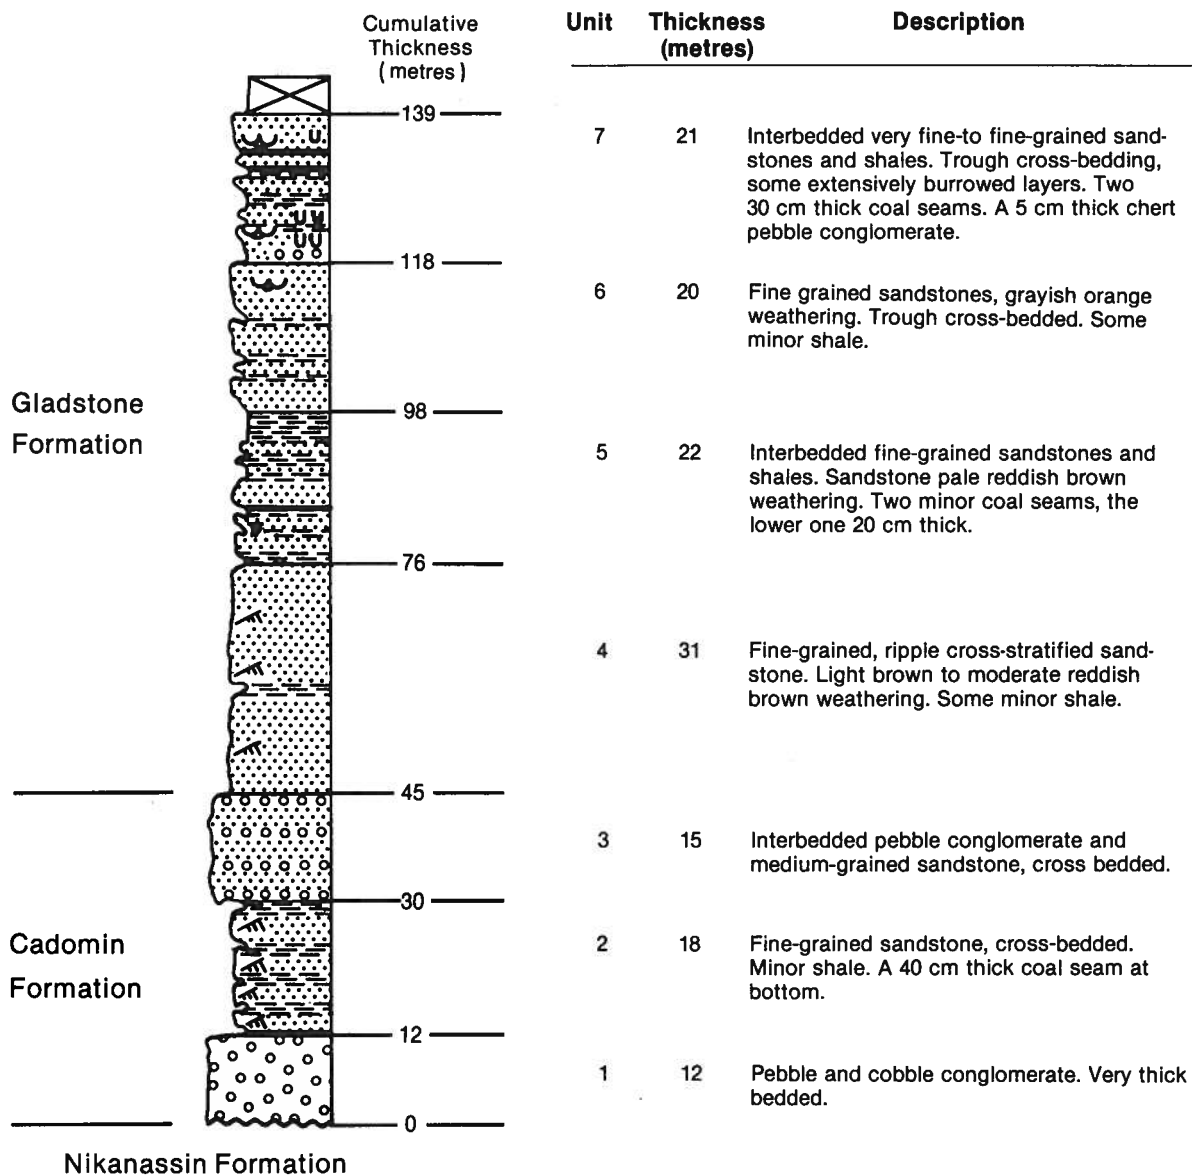 Cumulative
Thickness
(metres)
Unit Thickness Description
(metres)
139
7 21 Interbedded very fine-to fine-grained sand-
stones and shales. Trough cross-bedding,
some extensively burrowed layers. Two
30 cm thick coal seams. A 5 cm thick chert
pebble conglomerate.
118
6 20 Fine grained sandstones, grayish orange
weathering. Trough cross-bedded. Some
minor shale.
Gladstone
Formation
98
5 22 Interbedded fine-grained sandstones and
shales. Sandstone pale reddish brown
weathering. Two minor coal seams, the
lower one 20 cm thick.
76
4 31 Fine-grained, ripple cross-stratified sand-
stone. Light brown to moderate reddish
brown weathering. Some minor shale.
45
3 15 Interbedded pebble conglomerate and
medium-grained sandstone, cross bedded.
30
Cadomin
Formation
2 18 Fine-grained sandstone, cross-bedded.
Minor shale. A 40 cm thick coal seam at
bottom.
12
1 12 Pebble and cobble conglomerate. Very thick
bedded.
0
Nikanassin Formation